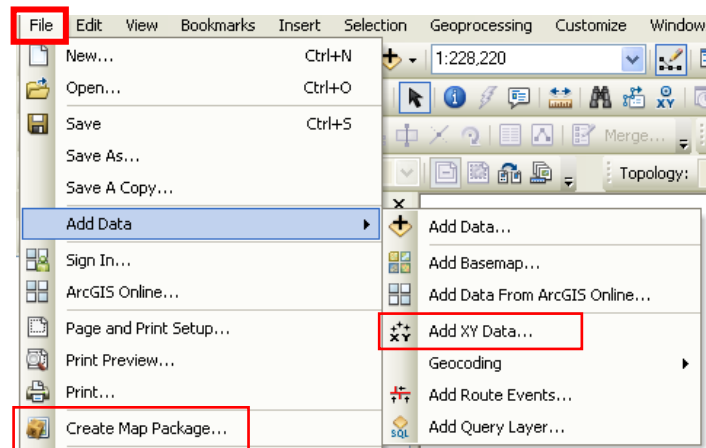 File Edit View Bookmarks Insert Selection Geoprocessing Customize Window
New... Ctrl+N
1:228,220
Open... Ctrl+O
XY
Save Ctrl+S
Merge...
Save As...
Save A Copy...
Topology:
Add Data
Add Data...
Sign In...
Add Basemap...
ArcGIS Online...
Add Data From ArcGIS Online...
Page and Print Setup...
XY Add XY Data...
Print Preview...
Geocoding
Print...
Add Route Events...
Create Map Package...
SQL Add Query Layer...